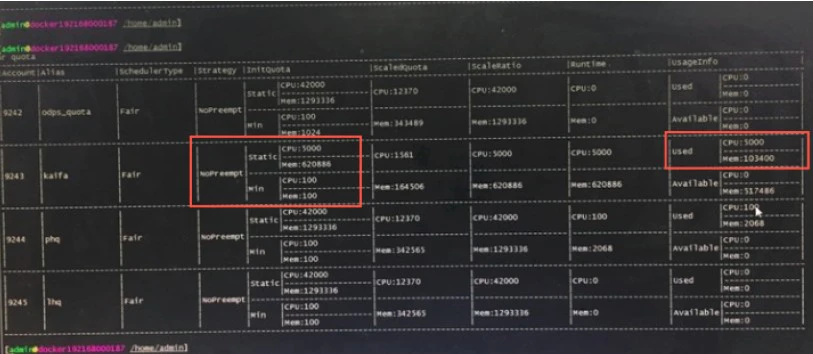 [admin@docker192168000187 /home/admin]
[admin@docker192168000187 /home/admin]
r quota
Account|Alias |SchedulerType |Strategy |InitQuota |ScaledQuota |ScaleRatio |Runtime |UsageInfo
9242 |odps_quota |Fair |NoPreempt |Static |CPU:42000 |CPU:12370 |CPU:42000 |CPU:0 |Used |CPU:0
|Mem:1293336 |Mem:0
|Min |CPU:100 |Mem:343489 |Mem:1293336 |Mem:0 |Available |CPU:0
|Mem:1024 |Mem:0
9243 |kaifa |Fair |NoPreempt |Static |CPU:5000 |CPU:1561 |CPU:5000 |CPU:5000 |Used |CPU:5000
|Mem:620886 |Mem:103400
|Min |CPU:100 |Mem:164506 |Mem:620886 |Mem:620886 |Available |CPU:0
|Mem:100 |Mem:517486
9244 |phq |Fair |NoPreempt |Static |CPU:42000 |CPU:12370 |CPU:42000 |CPU:100 |Used |CPU:100
|Mem:1293336 |Mem:2068
|Min |CPU:100 |Mem:342565 |Mem:1293336 |Mem:2068 |Available |CPU:0
|Mem:100 |Mem:0
9245 |lhq |Fair |NoPreempt |Static |CPU:42000 |CPU:12370 |CPU:42000 |CPU:0 |Used |CPU:0
|Mem:1293336 |Mem:0
|Min |CPU:100 |Mem:342565 |Mem:1293336 |Mem:0 |Available |CPU:0
|Mem:100 |Mem:0
[admin@docker192168000187 /home/admin]